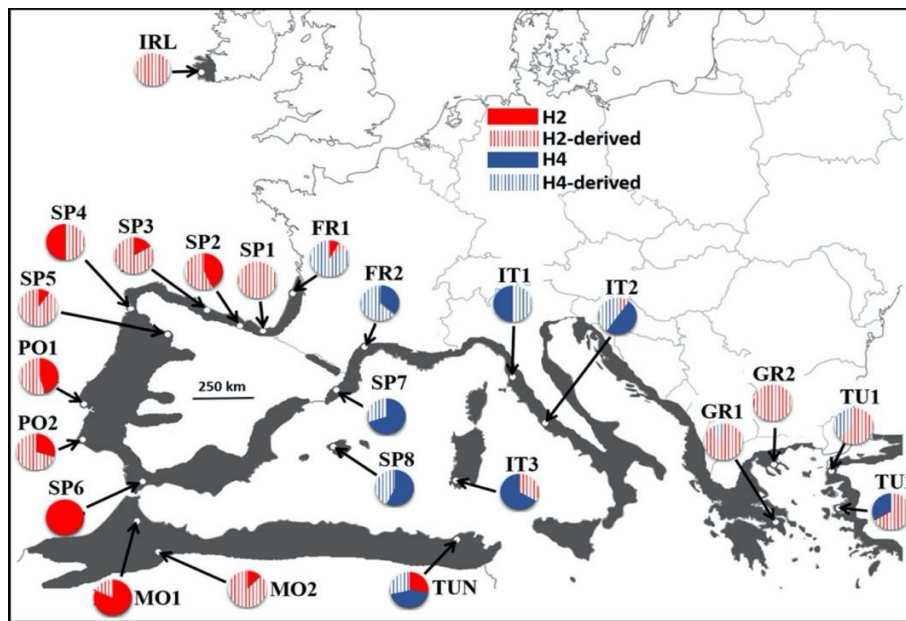 IRL
H2
H2-derived
H4
H4-derived
SP4
SP3
SP2
SP1
FR1
SP5
FR2
IT1
IT2
PO1
250 km
SP7
GR2
TU1
GR1
PO2
SP8
IT3
SP6
MO1
MO2
TUN